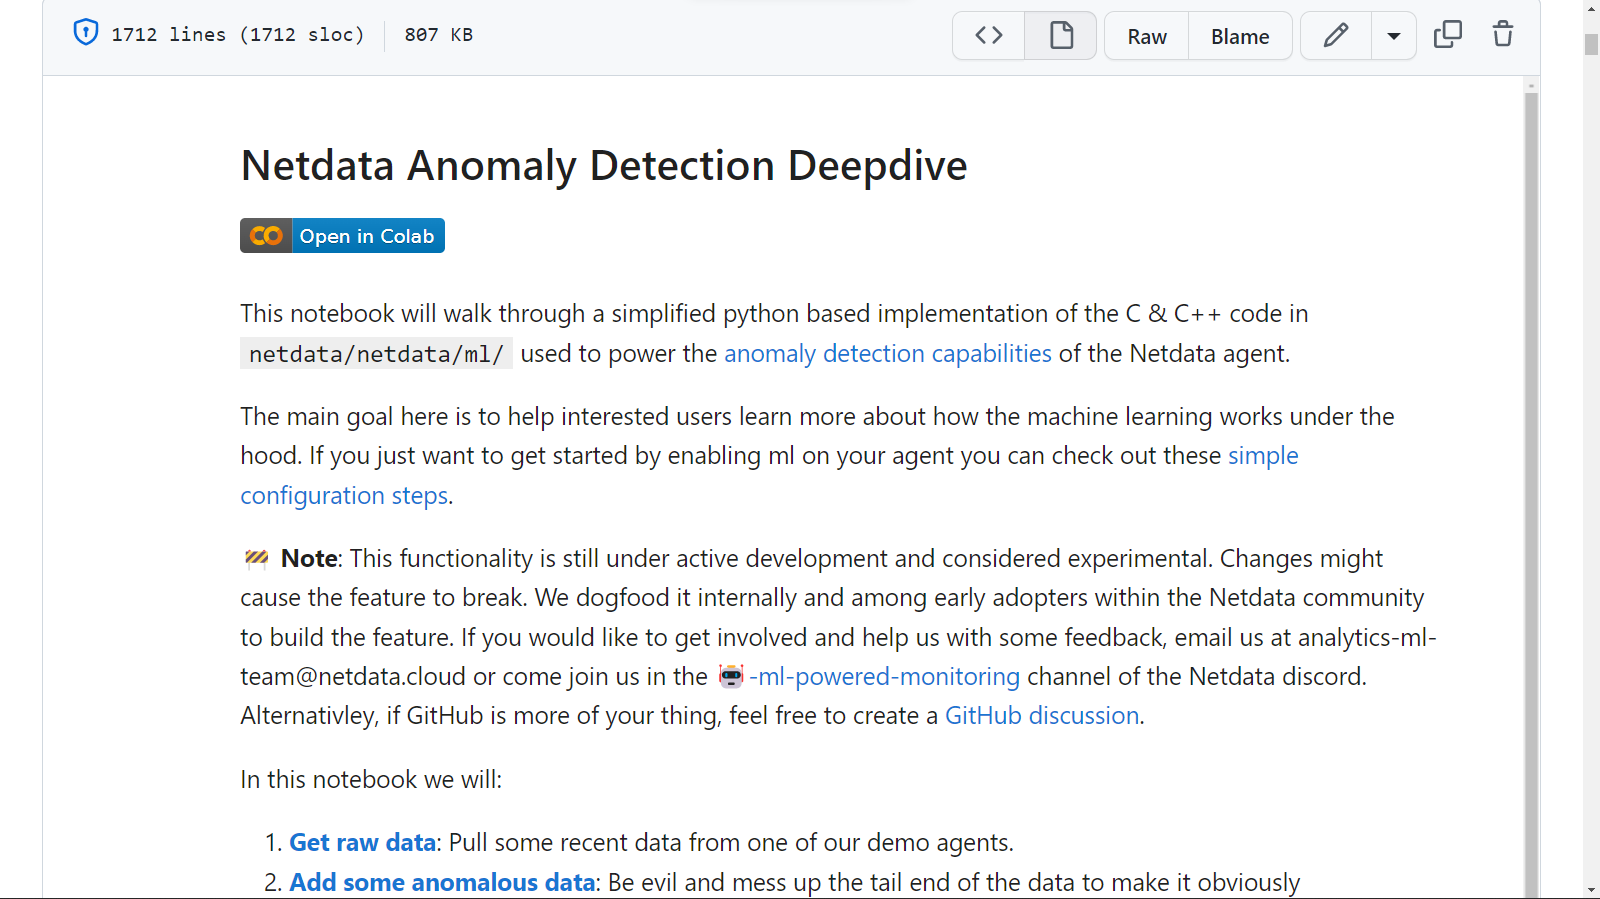 1712 lines (1712 sloc) 807 KB
Raw Blame
Netdata Anomaly Detection Deepdive
Open in Colab
This notebook will walk through a simplified python based implementation of the C & C++ code in
netdata/netdata/ml/ used to power the anomaly detection capabilities of the Netdata agent.
The main goal here is to help interested users learn more about how the machine learning works under the
hood. If you just want to get started by enabling ml on your agent you can check out these simple
configuration steps.
🚧 Note: This functionality is still under active development and considered experimental. Changes might
cause the feature to break. We dogfood it internally and among early adopters within the Netdata community
to build the feature. If you would like to get involved and help us with some feedback, email us at analytics-ml-
team@netdata.cloud or come join us in the 🤖-ml-powered-monitoring channel of the Netdata discord.
Alternativley, if GitHub is more of your thing, feel free to create a GitHub discussion.
In this notebook we will:
1. Get raw data: Pull some recent data from one of our demo agents.
2. Add some anomalous data: Be evil and mess up the tail end of the data to make it obviously